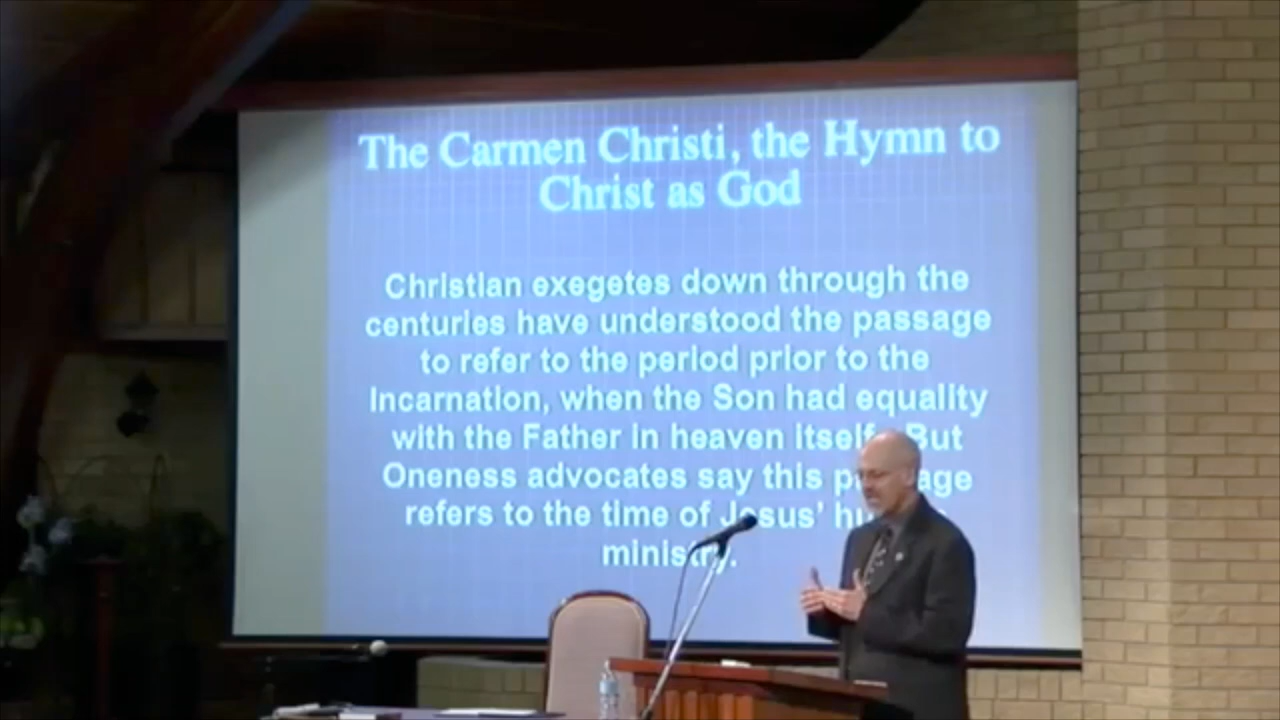 The Carmen Christi, the Hymn to
Christ as God
Christian exegetes down through the
centuries have understood the passage
to refer to the period prior to the
Incarnation, when the Son had equality
with the Father in heaven itself. But
Oneness advocates say this passage
refers to the time of Jesus'
ministry.